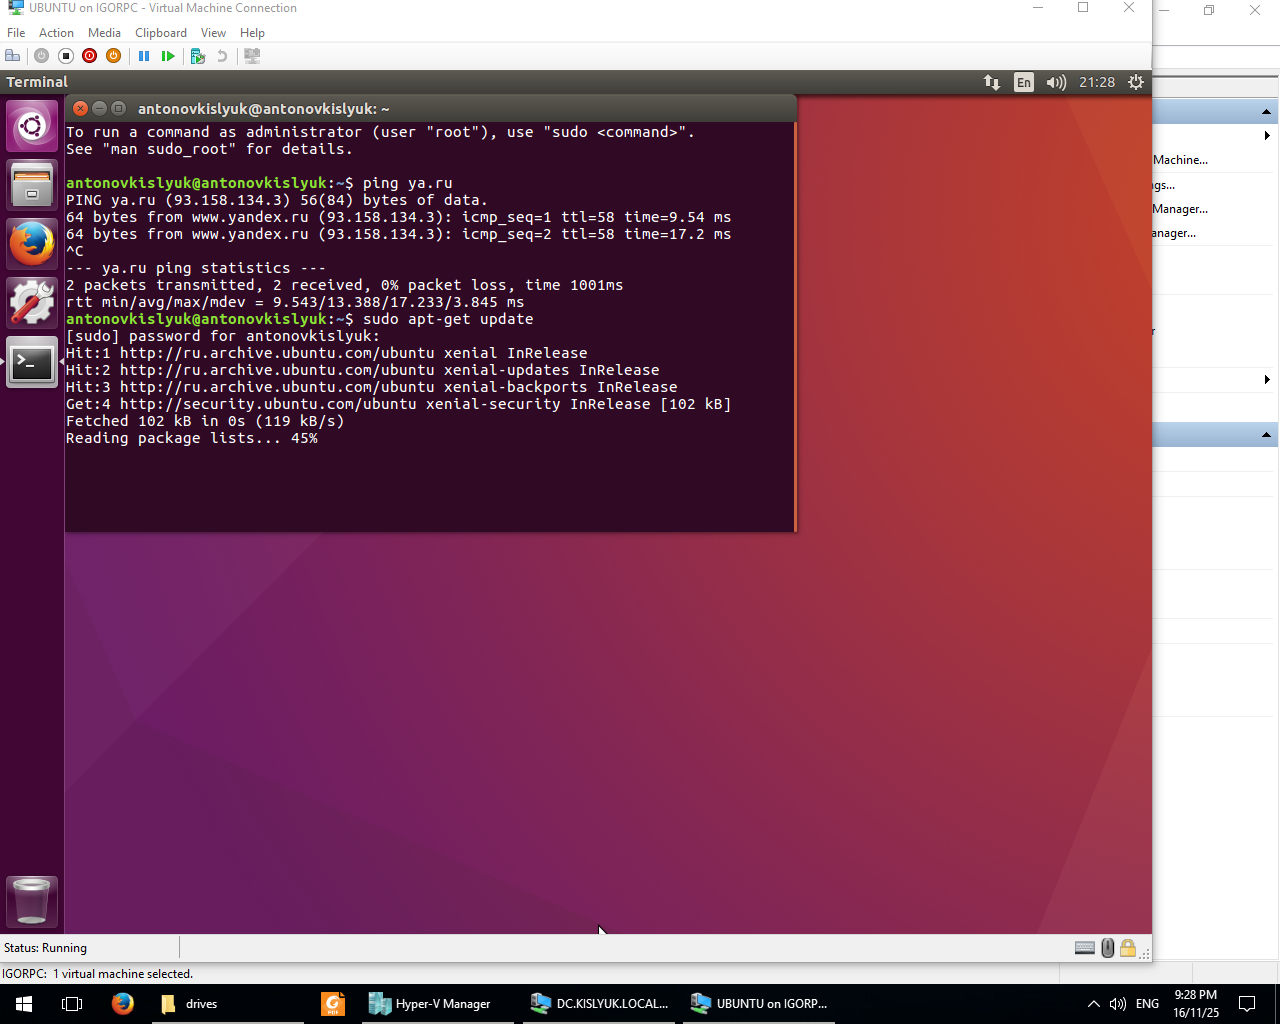 UBUNTU on IGORPC - Virtual Machine Connection
File Action Media Clipboard View Help
Terminal En 21:28
antonovkislyuk@antonovkislyuk: ~
To run a command as administrator (user "root"), use "sudo <command>".
See "man sudo_root" for details.
antonovkislyuk@antonovkislyuk:~$ ping ya.ru
PING ya.ru (93.158.134.3) 56(84) bytes of data.
64 bytes from www.yandex.ru (93.158.134.3): icmp_seq=1 ttl=58 time=9.54 ms
64 bytes from www.yandex.ru (93.158.134.3): icmp_seq=2 ttl=58 time=17.2 ms
^C
--- ya.ru ping statistics ---
2 packets transmitted, 2 received, 0% packet loss, time 1001ms
rtt min/avg/max/mdev = 9.543/13.388/17.233/3.845 ms
antonovkislyuk@antonovkislyuk:~$ sudo apt-get update
[sudo] password for antonovkislyuk:
Hit:1 http://ru.archive.ubuntu.com/ubuntu xenial InRelease
Hit:2 http://ru.archive.ubuntu.com/ubuntu xenial-updates InRelease
Hit:3 http://ru.archive.ubuntu.com/ubuntu xenial-backports InRelease
Get:4 http://security.ubuntu.com/ubuntu xenial-security InRelease [102 kB]
Fetched 102 kB in 0s (119 kB/s)
Reading package lists... 45%
Machine...
gs...
Manager...
anager...
r
Status: Running
IGORPC: 1 virtual machine selected.
drives
PDF
Hyper-V Manager
DC.KISLYUK.LOCAL...
UBUNTU on IGORP...
ENG
9:28 PM
16/11/25